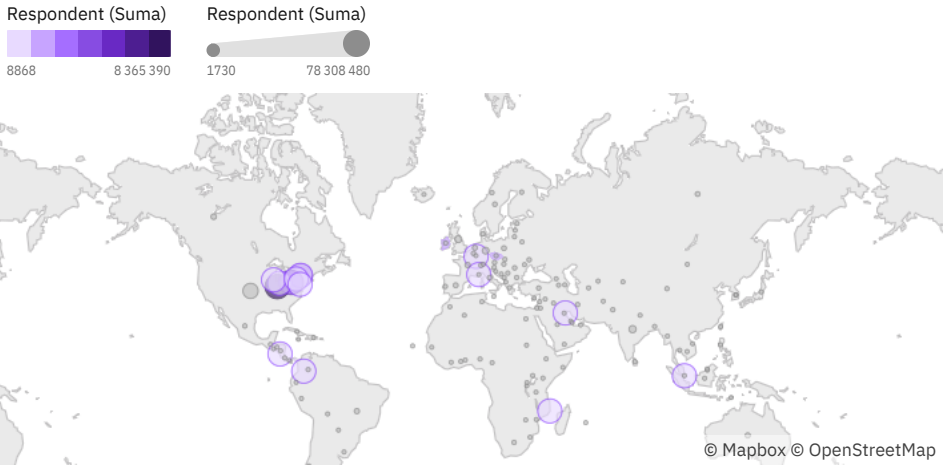 Respondent (Suma)
Respondent (Suma)
8868
8 365 390
1730
78 308 480
© Mapbox © OpenStreetMap